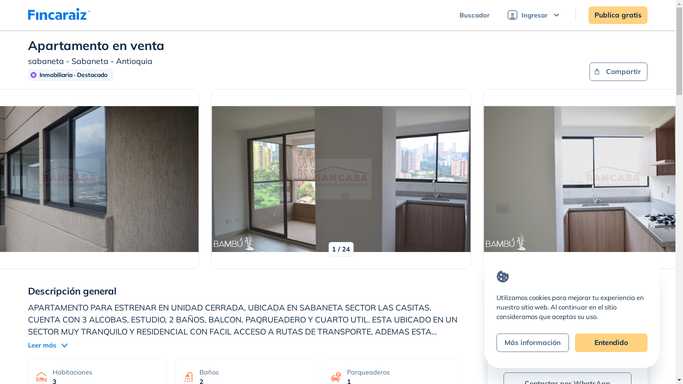 Fincaraiz
Buscador
Ingresar
Publica gratis
Apartamento en venta
sabaneta - Sabaneta - Antioquia
Inmobiliaria · Destacado
Compartir
BAMBÚ
BAMBÚ
1 / 24
Descripción general
APARTAMENTO PARA ESTRENAR EN UNIDAD CERRADA, UBICADA EN SABANETA SECTOR LAS CASITAS,
CUENTA CON 3 ALCOBAS, ESTUDIO, 2 BAÑOS, BALCON, PAQRUEADERO Y CUARTO UTIL. ESTA UBICADO EN UN
SECTOR MUY TRANQUILO Y RESIDENCIAL CON FACIL ACCESO A RUTAS DE TRANSPORTE, ADEMAS ESTA...
Leer más
Habitaciones
3
Baños
2
Parqueaderos
1
Utilizamos cookies para mejorar tu experiencia en
nuestro sitio web. Al continuar en el sitio
consideramos que aceptas su uso.
Más información
Entendido
Contactar por WhatsApp